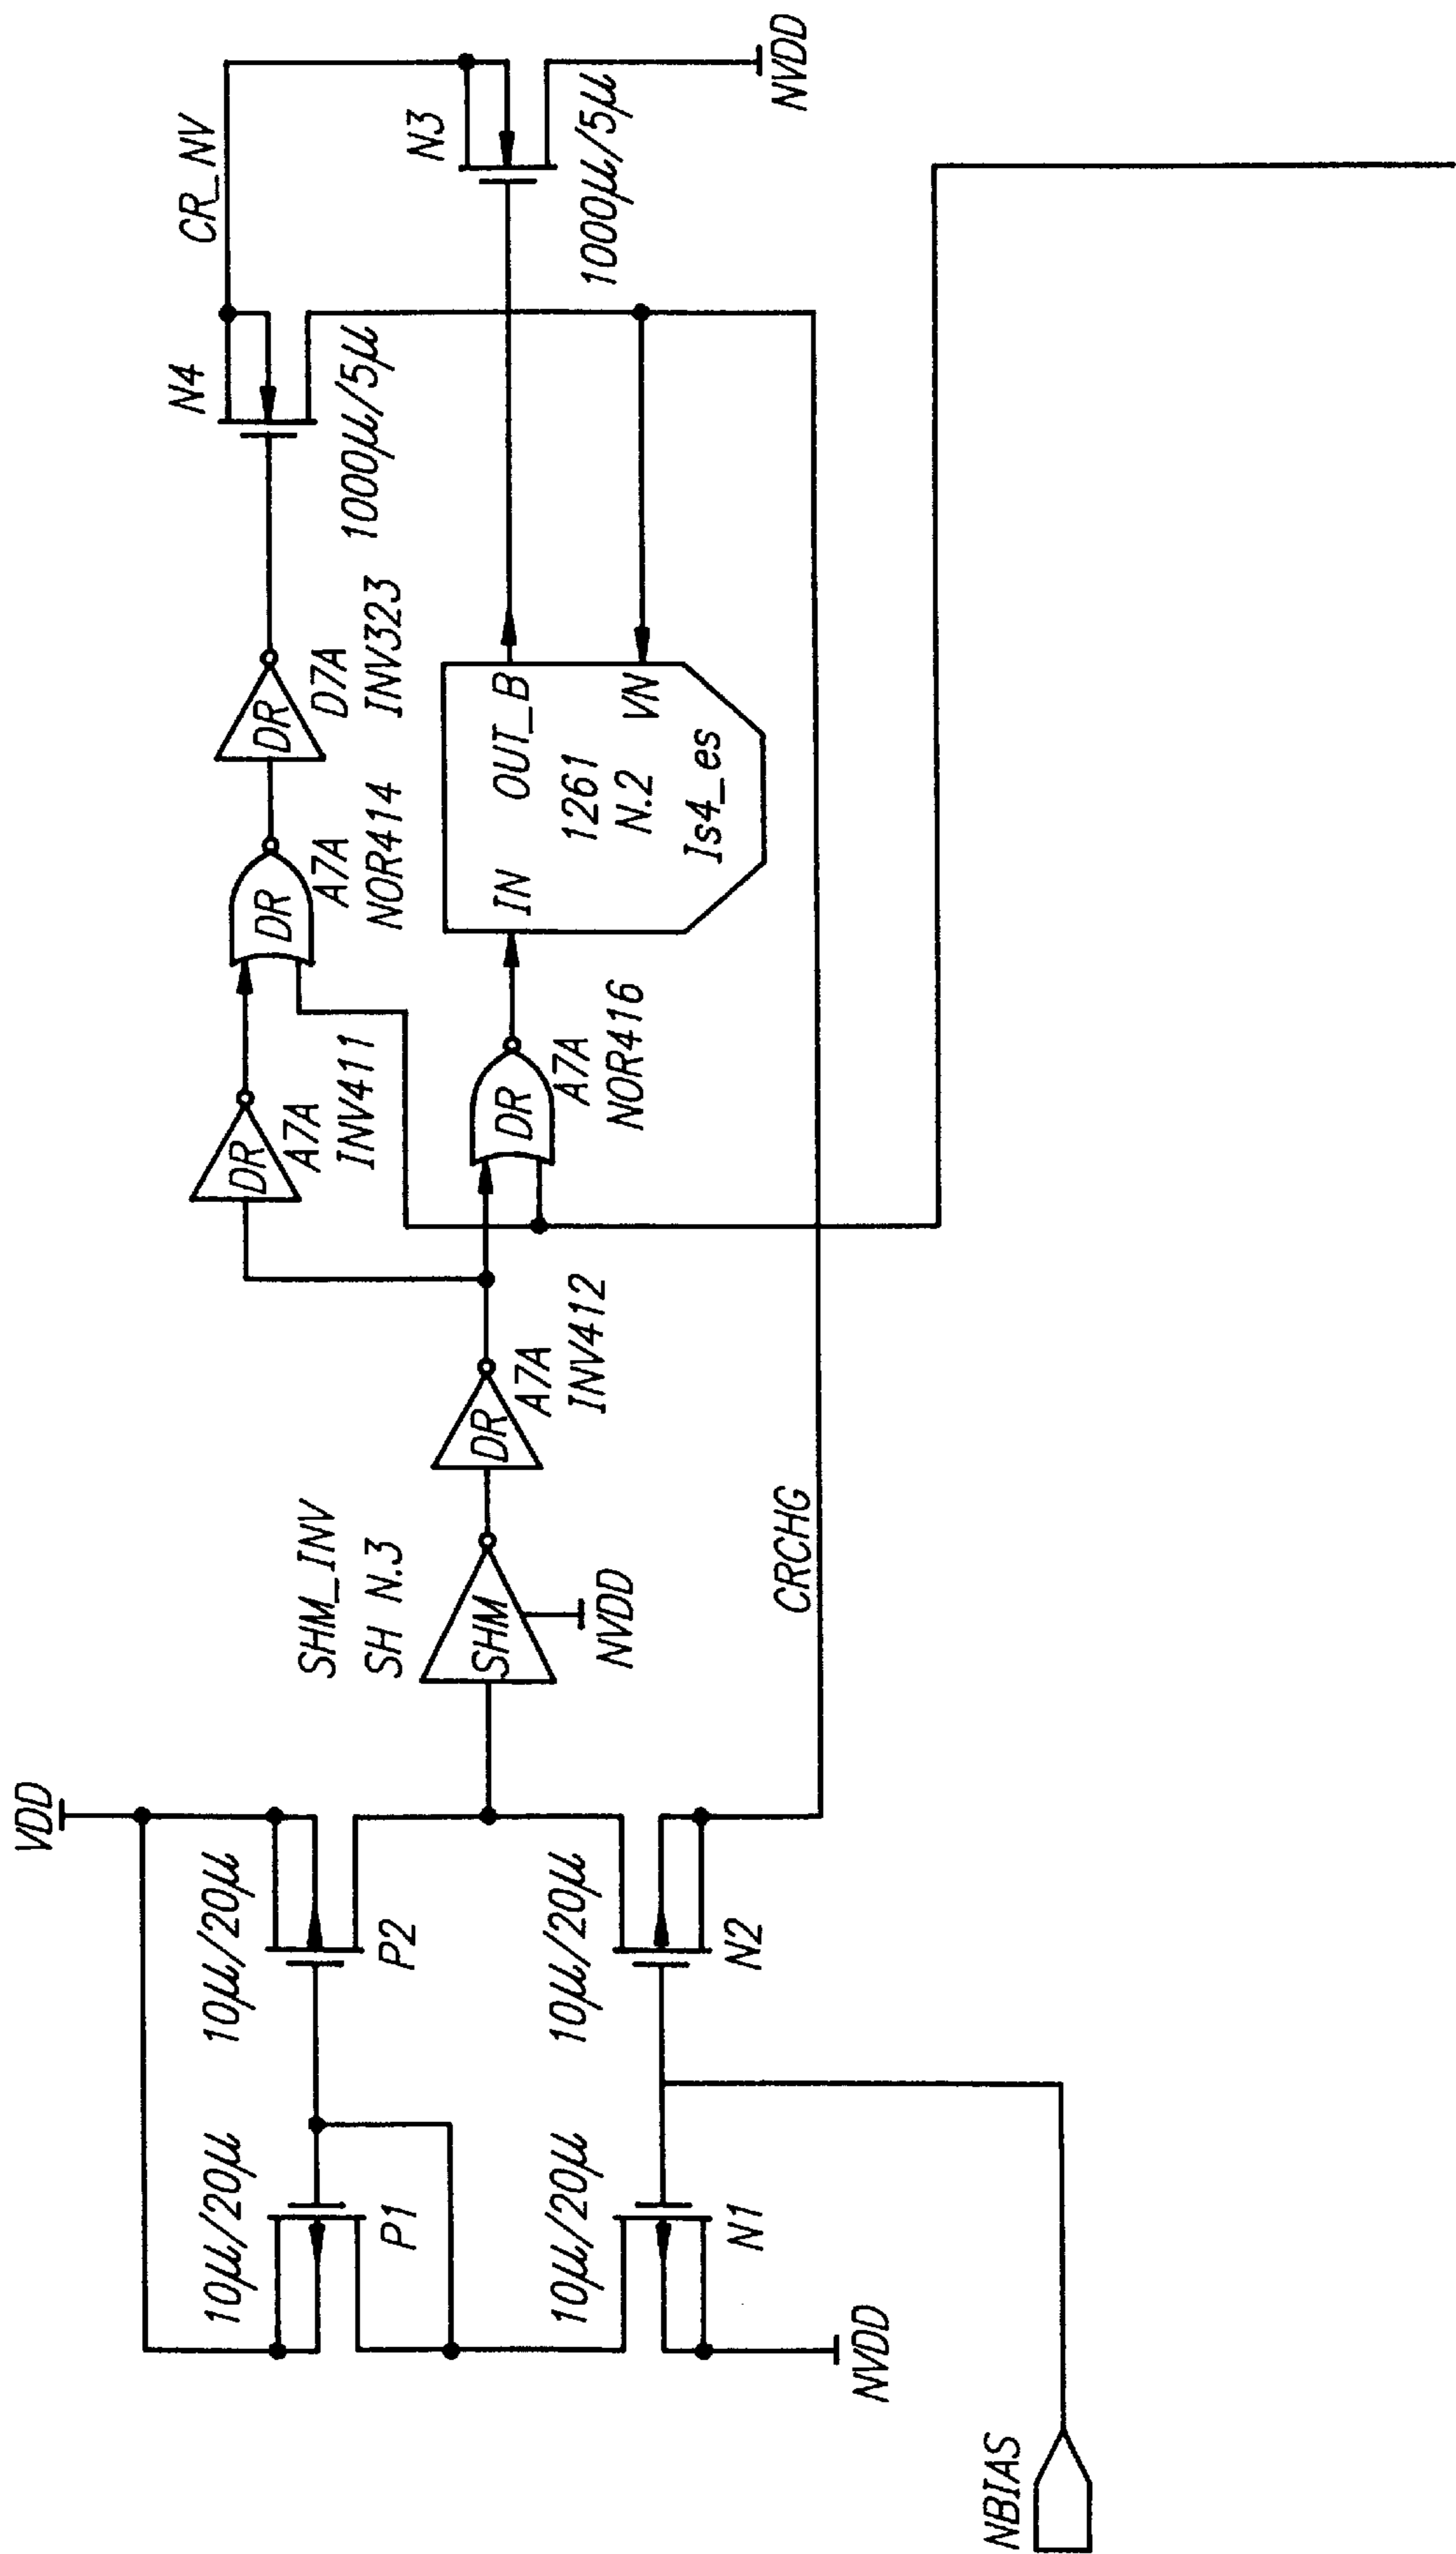 VDD
10µ/20µ
P1
10µ/20µ
P2
10µ/20µ
N1
10µ/20µ
N2
NVDD
NBIAS
SHM_INV
SH N.3
SHM
NVDD
DR
A7A
INV412
CRCHG
DR
A7A
INV411
DR
A7A
NOR414
DR
D7A
INV323
DR
A7A
NOR416
IN OUT_B
1261
N.2
VN
Is4_es
N4
1000µ/5µ
CR_NV
N3
1000µ/5µ
NVDD